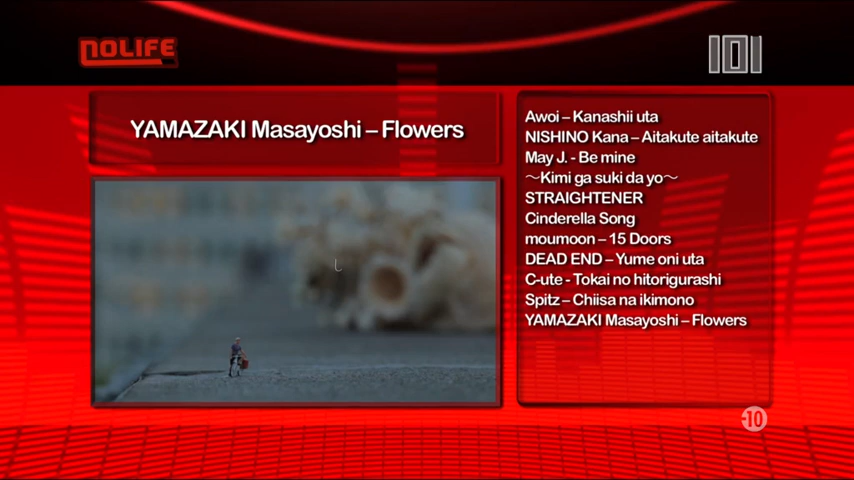 NOLIFE
101
YAMAZAKI Masayoshi – Flowers
Awoi – Kanashii uta
NISHINO Kana – Aitakute aitakute
May J. - Be mine
～Kimi ga suki da yo～
STRAIGHTENER
Cinderella Song
moumoon – 15 Doors
DEAD END – Yume oni uta
C-ute - Tokai no hitorigurashi
Spitz – Chiisa na ikimono
YAMAZAKI Masayoshi – Flowers
-10